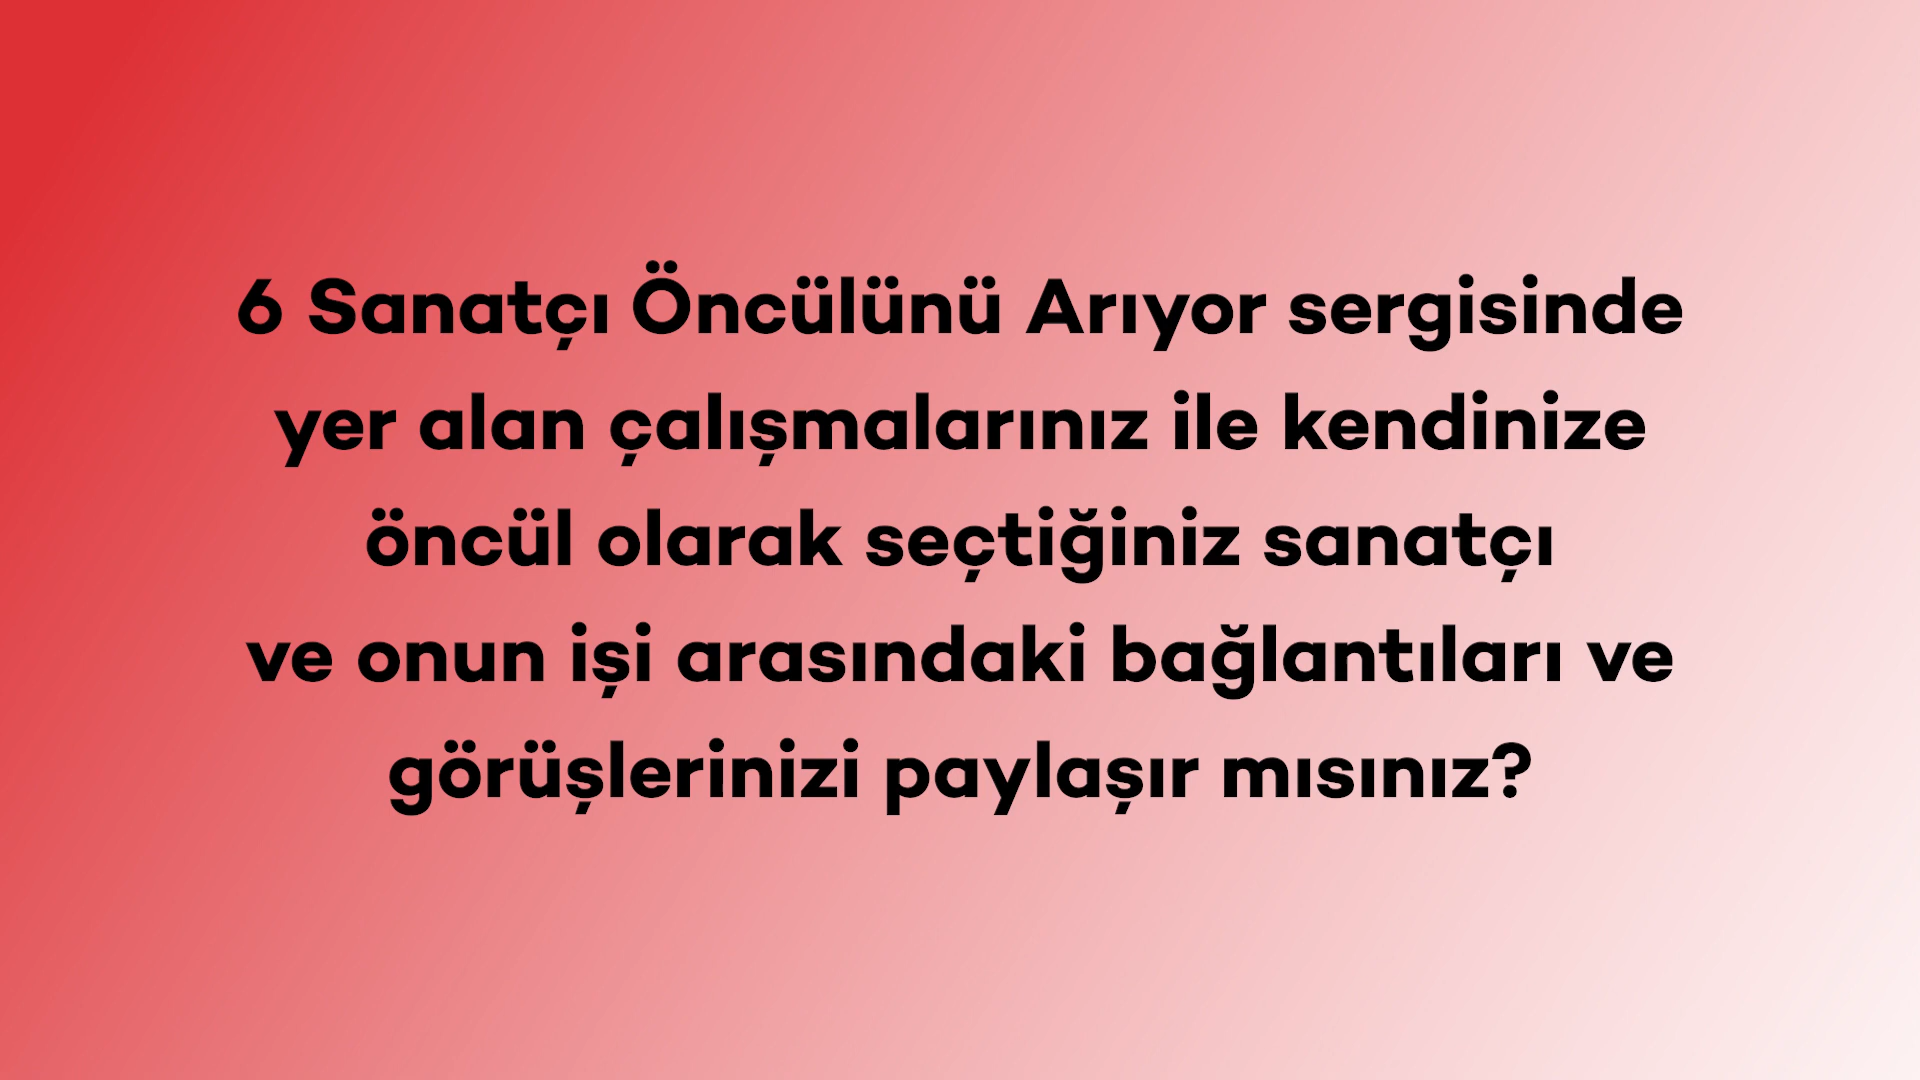 6 Sanatçı Öncülünü Arıyor sergisinde
yer alan çalışmalarınız ile kendinize
öncül olarak seçtiğiniz sanatçı
ve onun işi arasındaki bağlantıları ve
görüşlerinizi paylaşır mısınız?